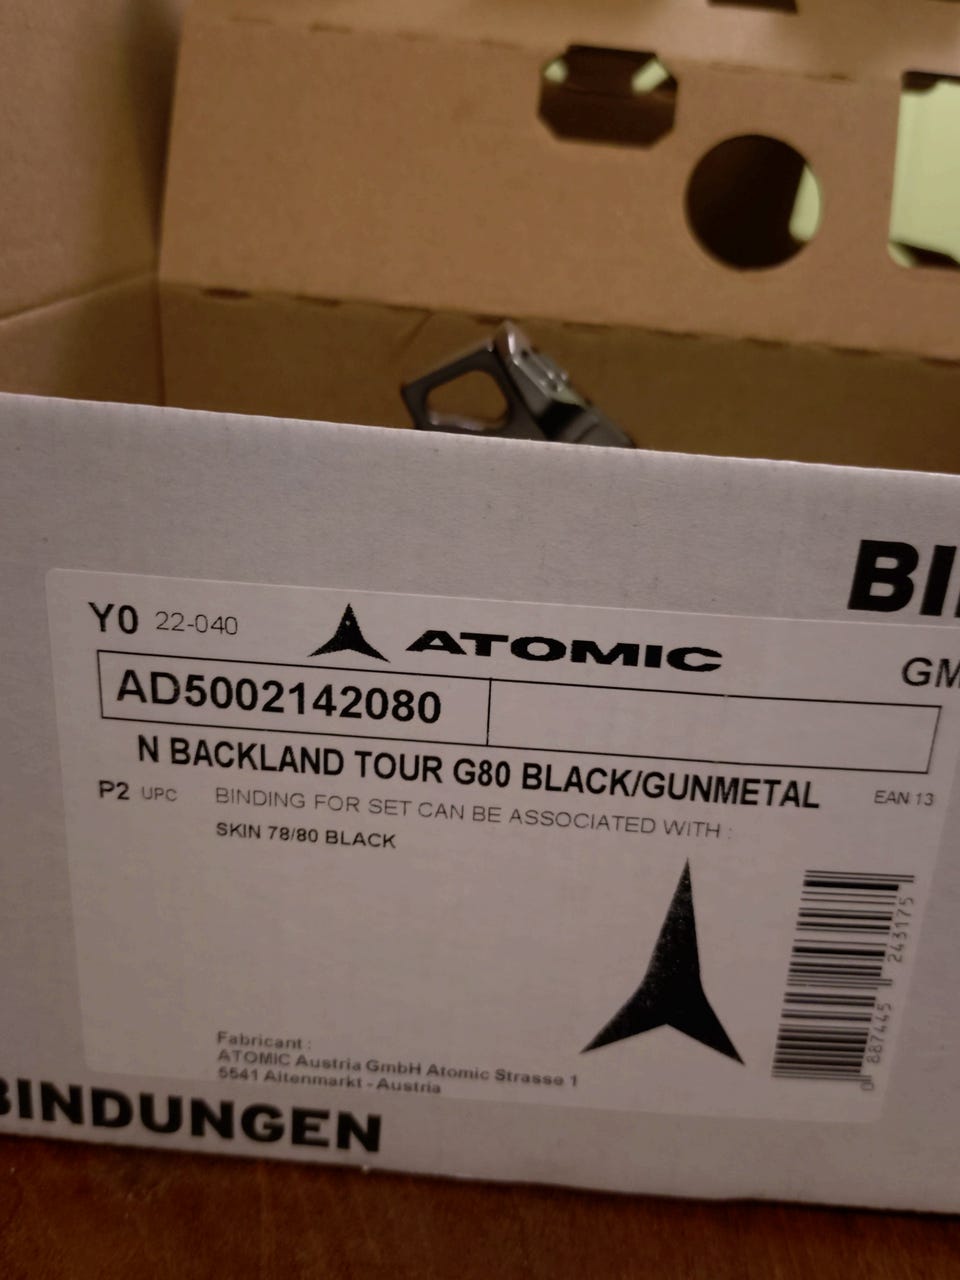 BI
Y0 22-040
ATOMIC
GM
AD5002142080
N BACKLAND TOUR G80 BLACK/GUNMETAL
P2 UPC
EAN 13
BINDING FOR SET CAN BE ASSOCIATED WITH :
SKIN 78/80 BLACK
0 887445 243175
Fabricant :
ATOMIC Austria GmbH Atomic Strasse 1
5541 Altenmarkt - Austria
BINDUNGEN